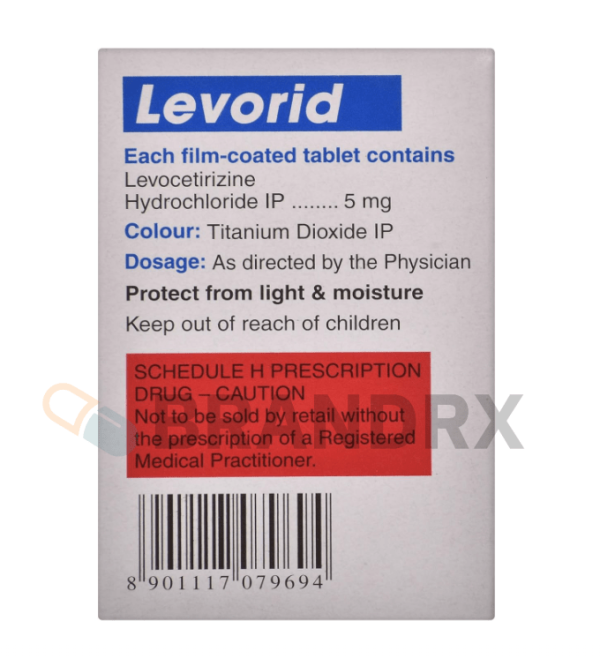 Levorid
Each film-coated tablet contains
Levocetirizine
Hydrochloride IP ........ 5 mg
Colour: Titanium Dioxide IP
Dosage: As directed by the Physician
Protect from light & moisture
Keep out of reach of children
SCHEDULE H PRESCRIPTION
DRUG – CAUTION
Not to be sold by retail without
the prescription of a Registered
Medical Practitioner.
BRANDRX
8 901117 079694